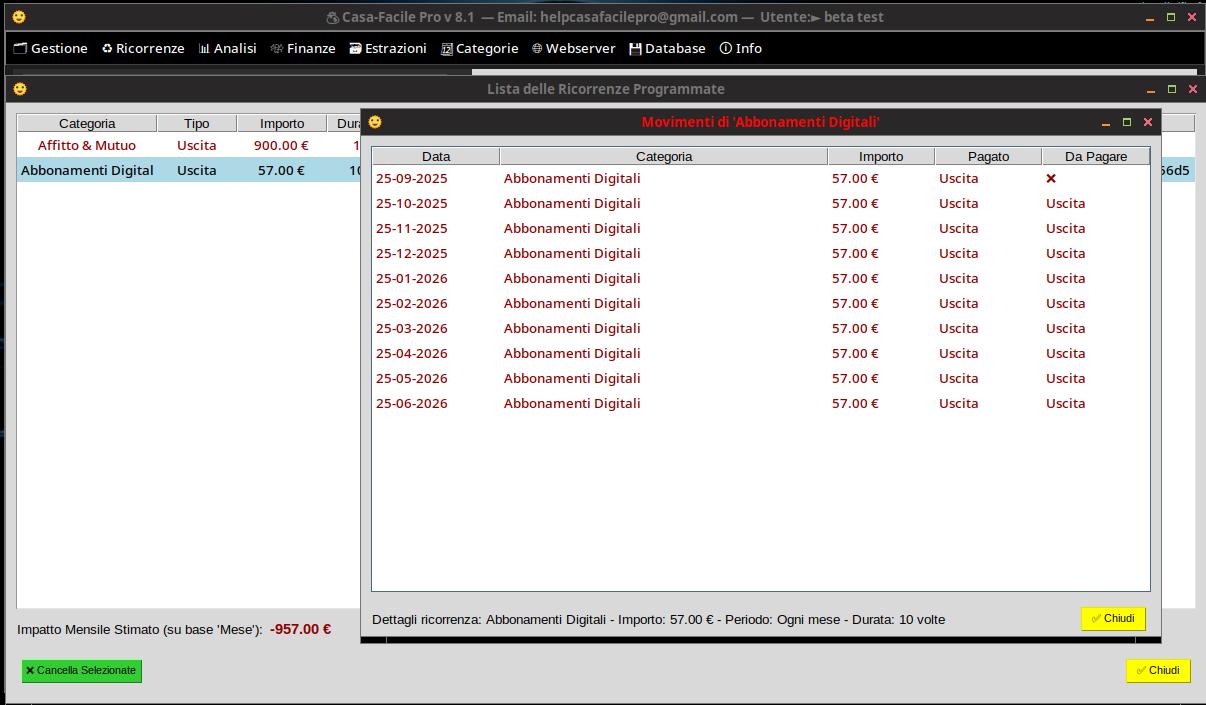 Casa-Facile Pro v 8.1 — Email: helpcasafacilepro@gmail.com — Utente:► beta test
Gestione Ricorrenze Analisi Finanze Estrazioni Categorie Webserver Database Info
Lista delle Ricorrenze Programmate
Categoria Tipo Importo
Affitto & Mutuo Uscita 900.00 €
Abbonamenti Digital Uscita 57.00 € 10 56d5
Movimenti di 'Abbonamenti Digitali'
Data Categoria Importo Pagato Da Pagare
25-09-2025 Abbonamenti Digitali 57.00 € Uscita ❌
25-10-2025 Abbonamenti Digitali 57.00 € Uscita Uscita
25-11-2025 Abbonamenti Digitali 57.00 € Uscita Uscita
25-12-2025 Abbonamenti Digitali 57.00 € Uscita Uscita
25-01-2026 Abbonamenti Digitali 57.00 € Uscita Uscita
25-02-2026 Abbonamenti Digitali 57.00 € Uscita Uscita
25-03-2026 Abbonamenti Digitali 57.00 € Uscita Uscita
25-04-2026 Abbonamenti Digitali 57.00 € Uscita Uscita
25-05-2026 Abbonamenti Digitali 57.00 € Uscita Uscita
25-06-2026 Abbonamenti Digitali 57.00 € Uscita Uscita
Dettagli ricorrenza: Abbonamenti Digitali - Importo: 57.00 € - Periodo: Ogni mese - Durata: 10 volte
✅ Chiudi
Impatto Mensile Stimato (su base 'Mese'): -957.00 €
❌ Cancella Selezionate
✅ Chiudi